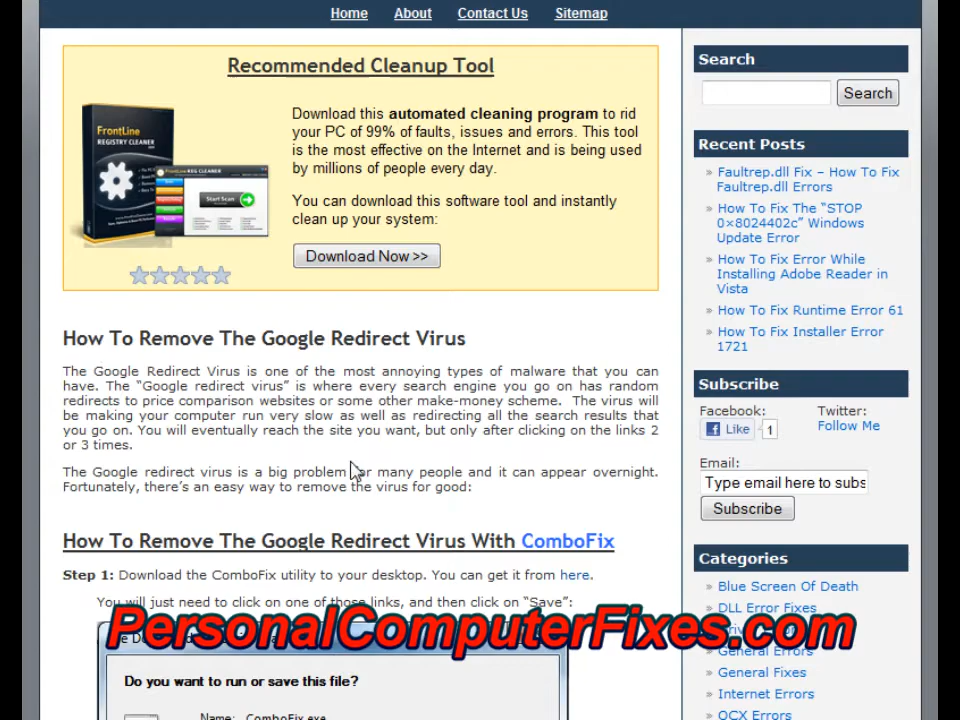 Home About Contact Us Sitemap
Recommended Cleanup Tool
FrontLine
REGISTRY CLEANER
FRONTLINE REG CLEANER
Start Scan
Download this automated cleaning program to rid
your PC of 99% of faults, issues and errors. This tool
is the most effective on the Internet and is being used
by millions of people every day.
You can download this software tool and instantly
clean up your system:
Download Now >>
How To Remove The Google Redirect Virus
The Google Redirect Virus is one of the most annoying types of malware that you can
have. The “Google redirect virus” is where every search engine you go on has random
redirects to price comparison websites or some other make-money scheme. The virus will
be making your computer run very slow as well as redirecting all the search results that
you go on. You will eventually reach the site you want, but only after clicking on the links 2
or 3 times.
The Google redirect virus is a big problem for many people and it can appear overnight.
Fortunately, there’s an easy way to remove the virus for good:
How To Remove The Google Redirect Virus With ComboFix
Step 1: Download the ComboFix utility to your desktop. You can get it from here.
You will just need to click on one of those links, and then click on “Save”:
Do you want to run or save this file?
Name: ComboFix.exe
PersonalComputerFixes.com
Search
Search
Recent Posts
» Faultrep.dll Fix – How To Fix
Faultrep.dll Errors
» How To Fix The “STOP
0×8024402c” Windows
Update Error
» How To Fix Error While
Installing Adobe Reader in
Vista
» How To Fix Runtime Error 61
» How To Fix Installer Error
1721
Subscribe
Facebook: Twitter:
Like 1 Follow Me
Email:
Type email here to subs
Subscribe
Categories
» Blue Screen Of Death
» DLL Error Fixes
» General Errors
» General Fixes
» Internet Errors
» OCX Errors